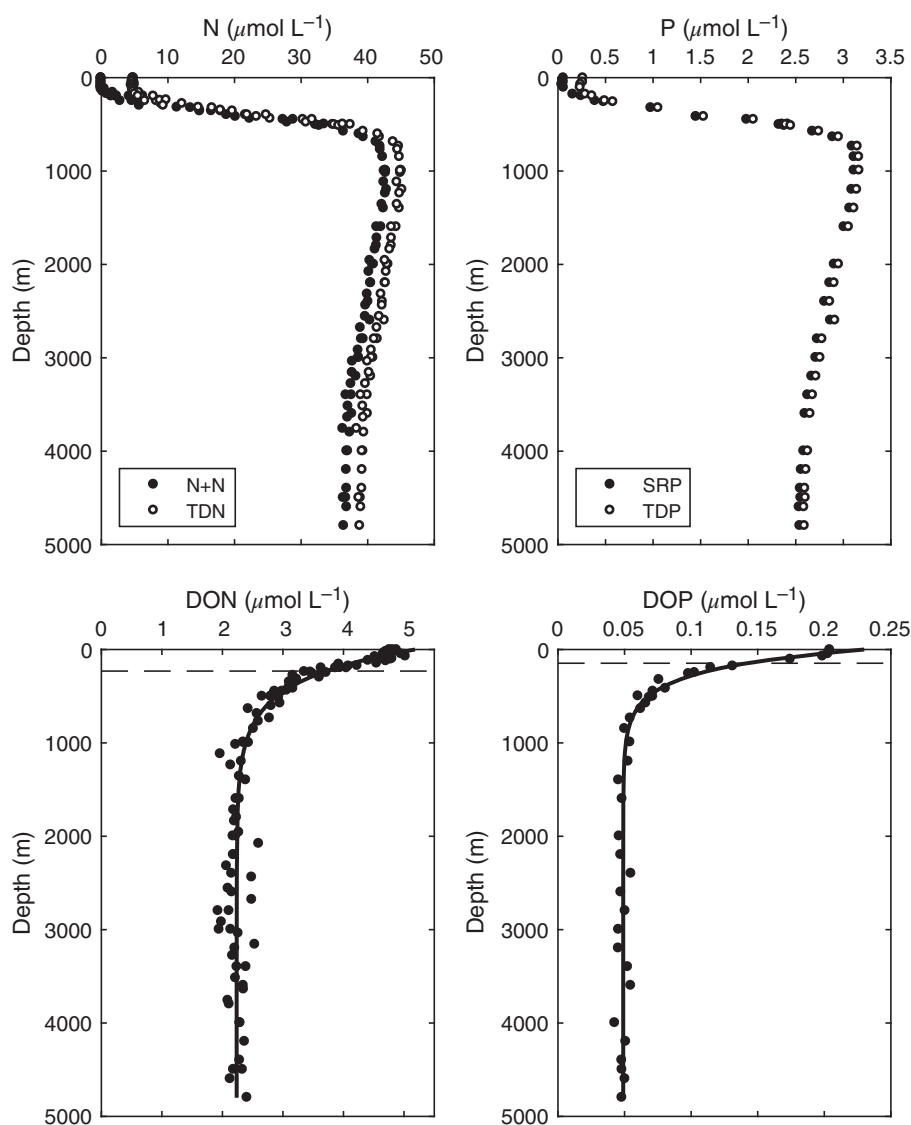 N (μmol L⁻¹)
0 10 20 30 40 50
0
1000
2000
3000
4000
5000
Depth (m)
N+N
TDN
P (μmol L⁻¹)
0 0.5 1 1.5 2 2.5 3 3.5
0
1000
2000
3000
4000
5000
Depth (m)
SRP
TDP
DON (μmol L⁻¹)
0 1 2 3 4 5
0
1000
2000
3000
4000
5000
Depth (m)
DOP (μmol L⁻¹)
0 0.05 0.1 0.15 0.2 0.25
0
1000
2000
3000
4000
5000
Depth (m)